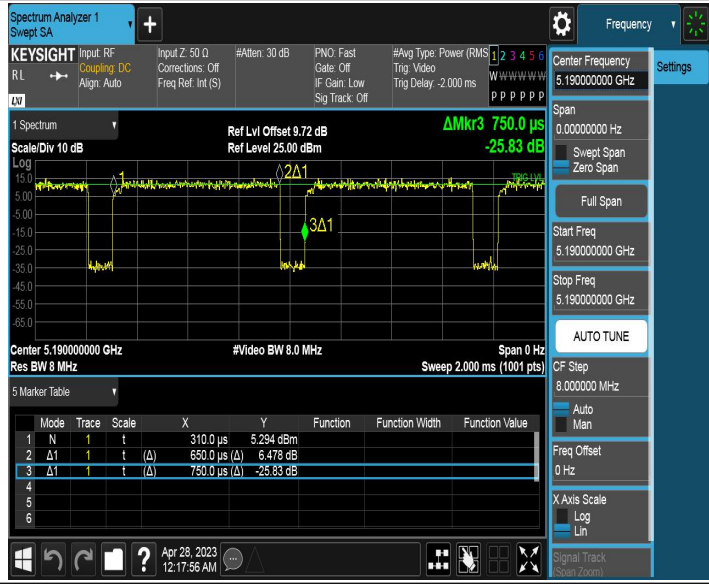 Spectrum Analyzer 1
Swept SA
Frequency
KEYSIGHT
RL
LXI
Input: RF
Coupling: DC
Align: Auto
Input Z: 50 Ω
Corrections: Off
Freq Ref: Int (S)
#Atten: 30 dB
PNO: Fast
Gate: Off
IF Gain: Low
Sig Track: Off
#Avg Type: Power (RMS
Trig: Video
Trig Delay: -2.000 ms
1 2 3 4 5 6
W W W W W W
P P P P P P
Center Frequency
5.190000000 GHz
Settings
Span
0.00000000 Hz
Swept Span
Zero Span
Full Span
Start Freq
5.190000000 GHz
Stop Freq
5.190000000 GHz
AUTO TUNE
CF Step
8.000000 MHz
Auto
Man
Freq Offset
0 Hz
X Axis Scale
Log
Lin
Signal Track
(Span Zoom)
1 Spectrum
Scale/Div 10 dB
Ref Lvl Offset 9.72 dB
Ref Level 25.00 dBm
ΔMkr3 750.0 µs
-25.83 dB
Log
15.0
5.00
-5.00
-15.0
-25.0
-35.0
-45.0
-55.0
-65.0
1
2Δ1
3Δ1
TRIG LVL
Center 5.190000000 GHz
Res BW 8 MHz
#Video BW 8.0 MHz
Span 0 Hz
Sweep 2.000 ms (1001 pts)
5 Marker Table
Mode Trace Scale X Y Function Function Width Function Value
1 N 1 t 310.0 µs 5.294 dBm
2 Δ1 1 t (Δ) 650.0 µs (Δ) 6.478 dB
3 Δ1 1 t (Δ) 750.0 µs (Δ) -25.83 dB
4
5
6
Apr 28, 2023
12:17:56 AM